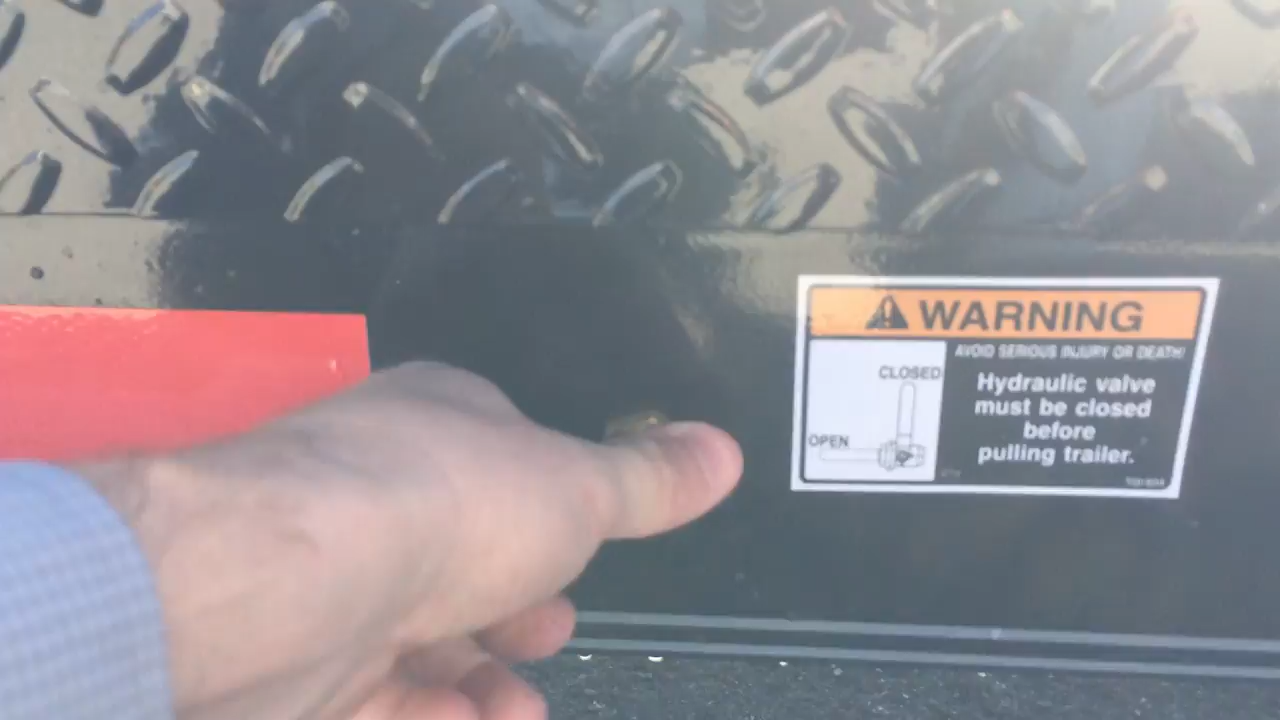 WARNING
AVOID SERIOUS INJURY OR DEATH!
CLOSED
OPEN
Hydraulic valve
must be closed
before
pulling trailer.